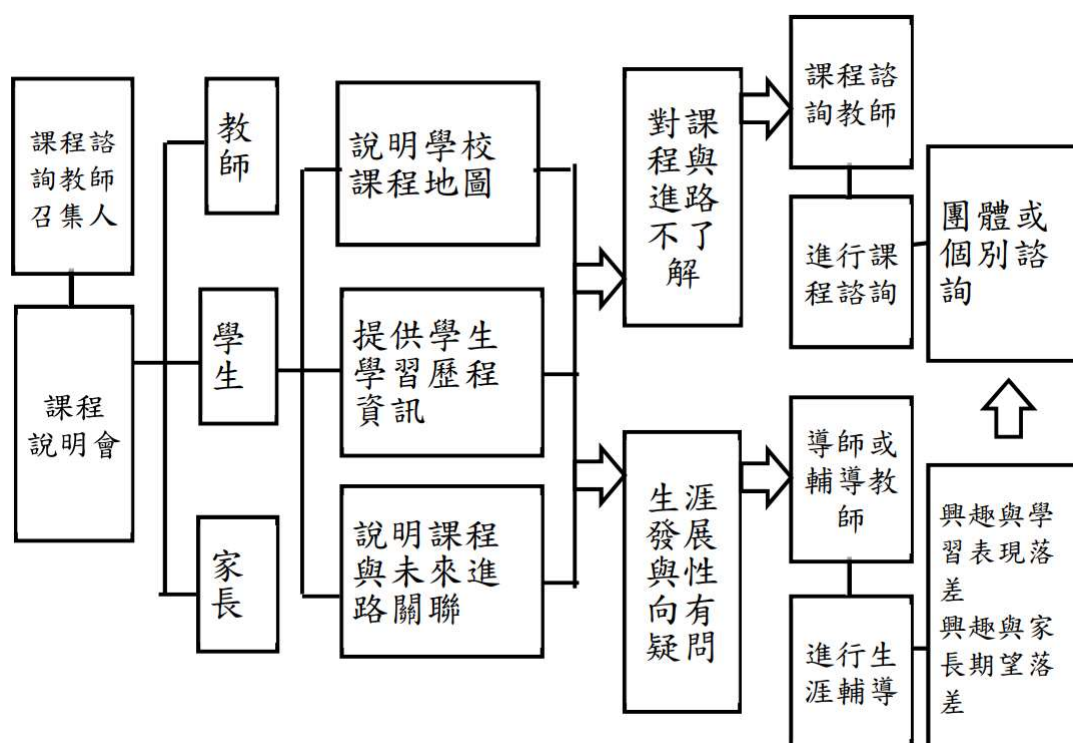 課程諮
詢教師
召集人
課程
說明會
教
師
學
生
家
長
說明學校
課程地圖
提供學生
學習歷程
資訊
說明課程
與未來進
路關聯
對課
程與
進路
不了
解
生涯
發展
與性
向有
疑問
課程諮
詢教師
進行課
程諮詢
團體或
個別諮
詢
導師或
輔導教
師
進行生
涯輔導
興趣與學
習表現落
差
興趣與家
長期望落
差